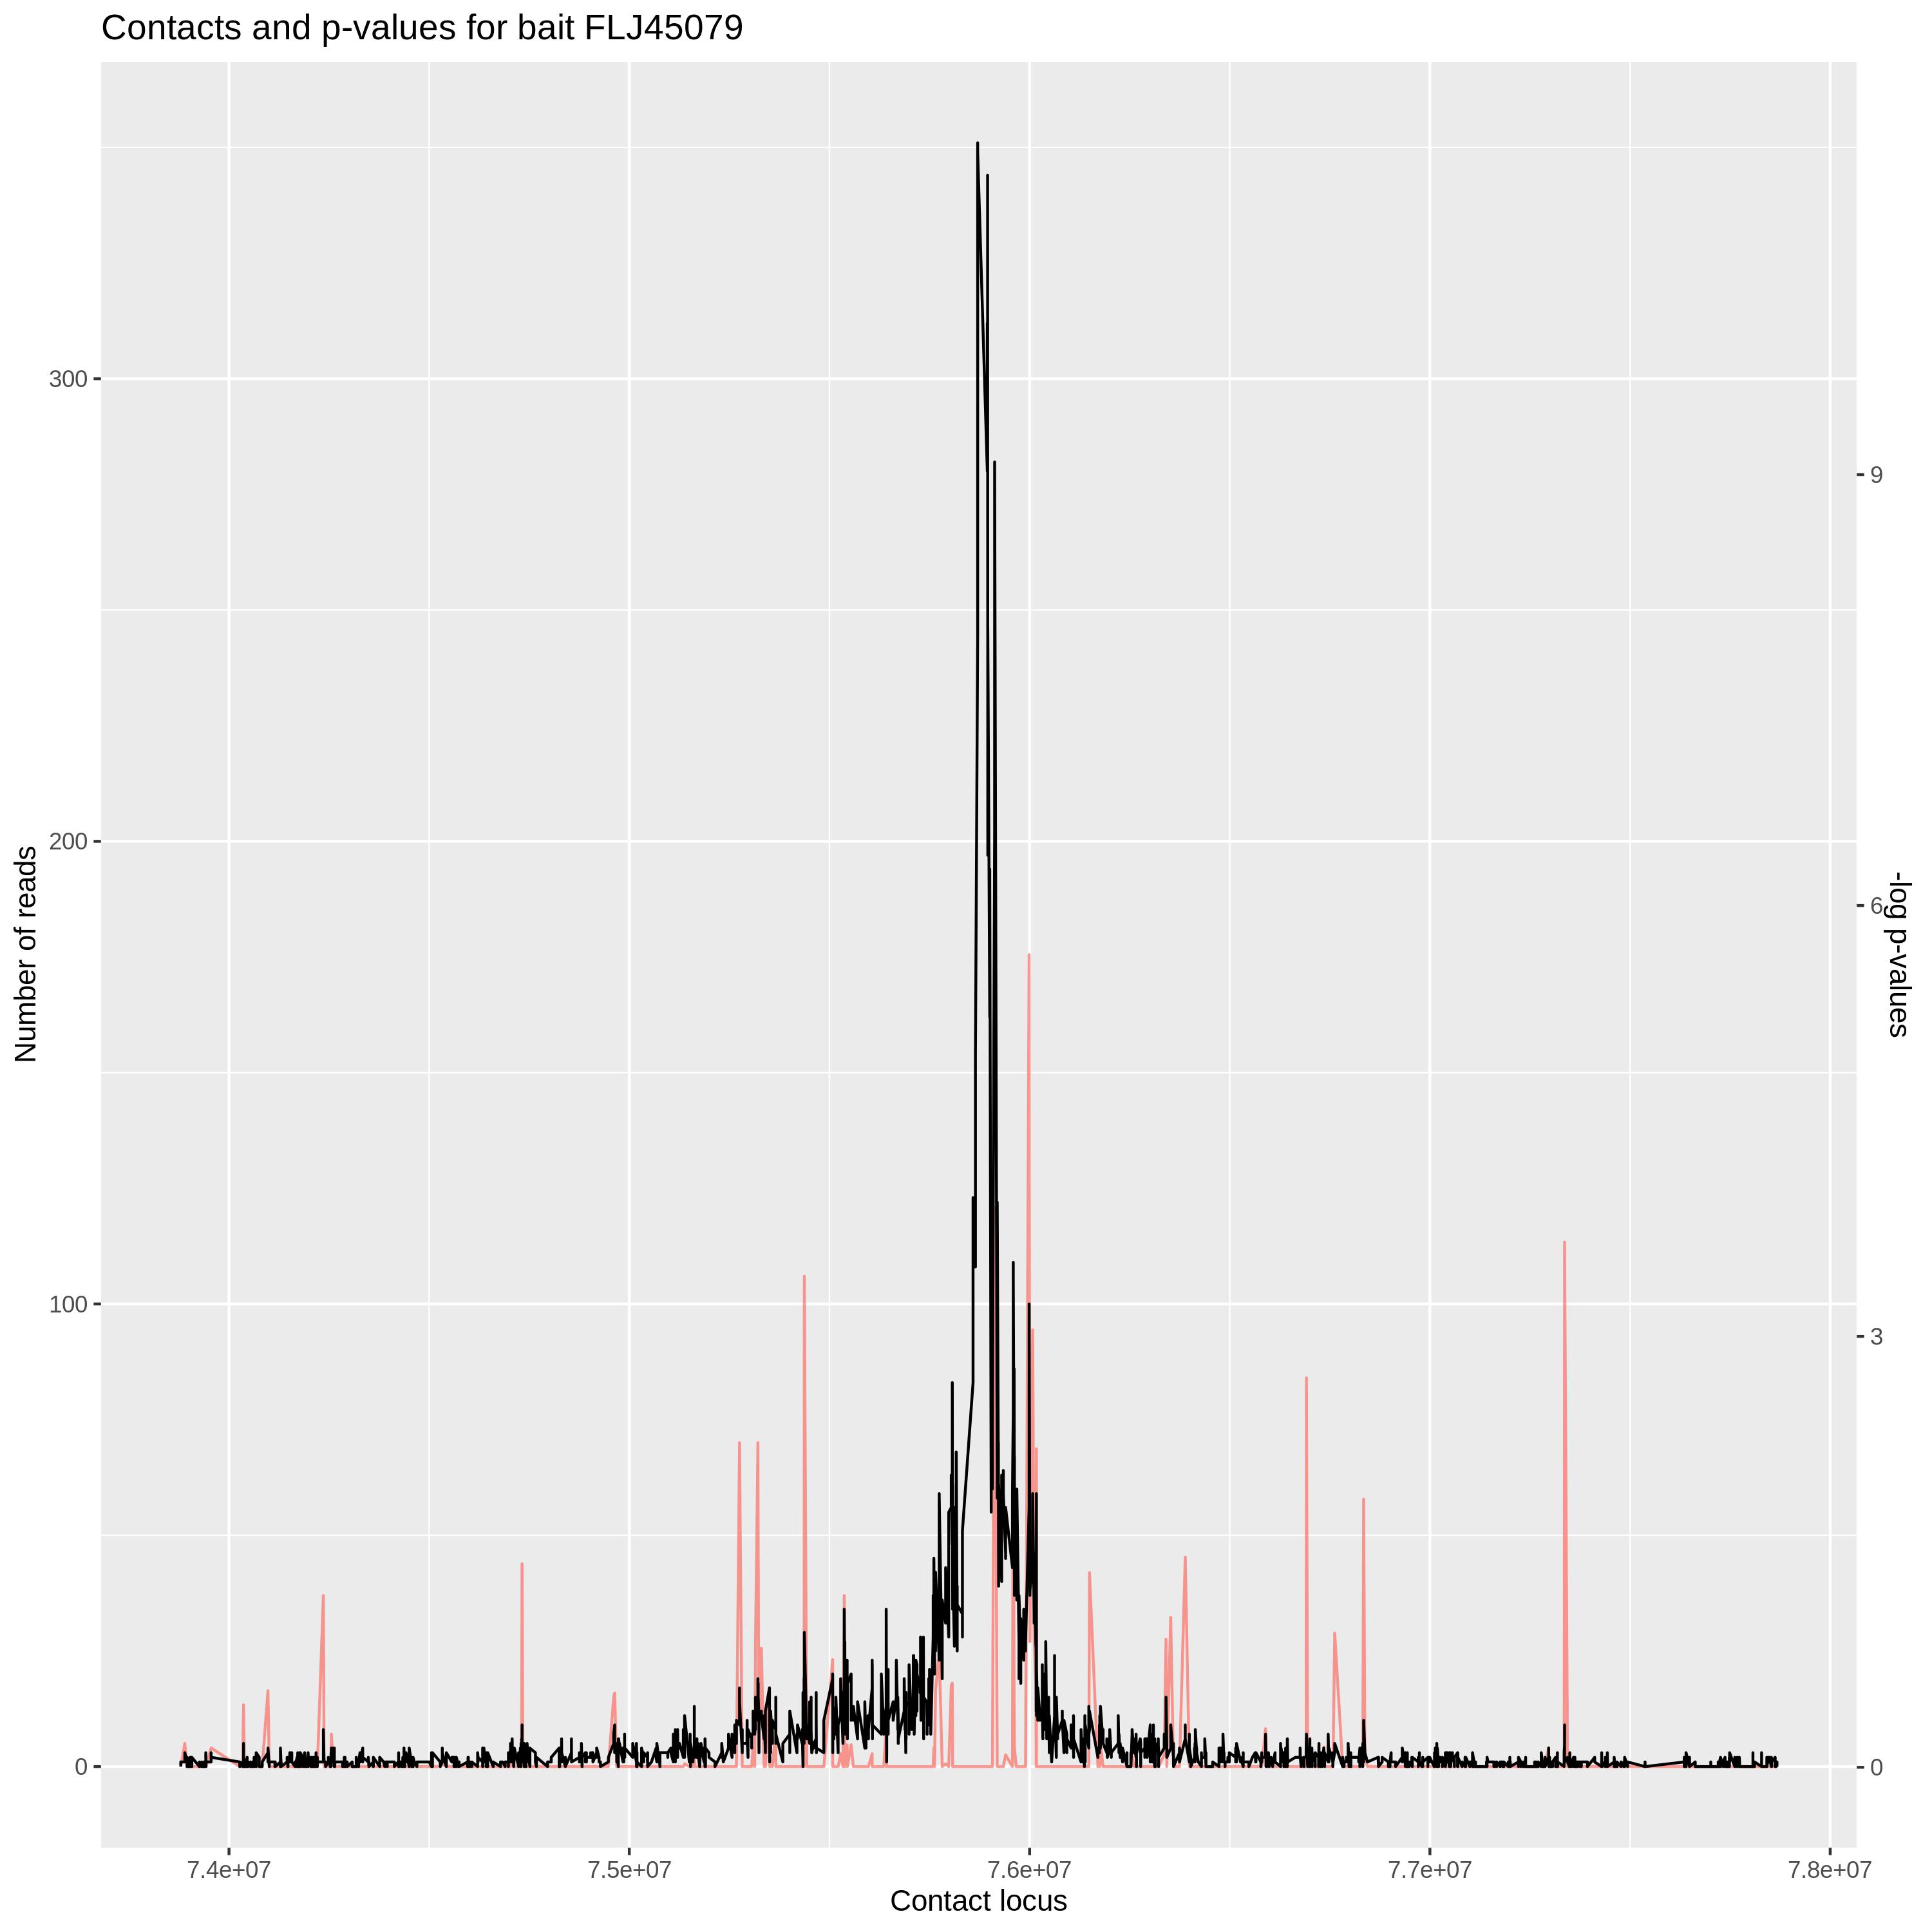 Contacts and p-values for bait FLJ45079
Number of reads
300
200
100
0
9
6
3
0
-log p-values
7.4e+07
7.5e+07
7.6e+07
7.7e+07
7.8e+07
Contact locus